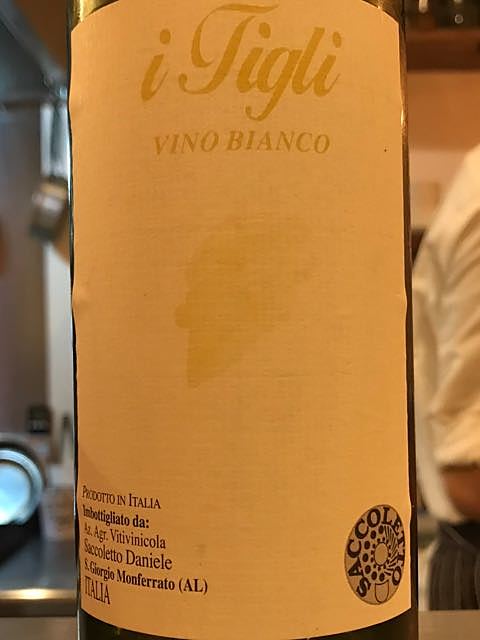 i Tigli
VINO BIANCO
PRODOTTO IN ITALIA
Imbottigliato da:
Az. Agr. Vitivinicola
Saccoletto Daniele
S. Giorgio Monferrato (AL)
ITALIA
SACCOLETTO